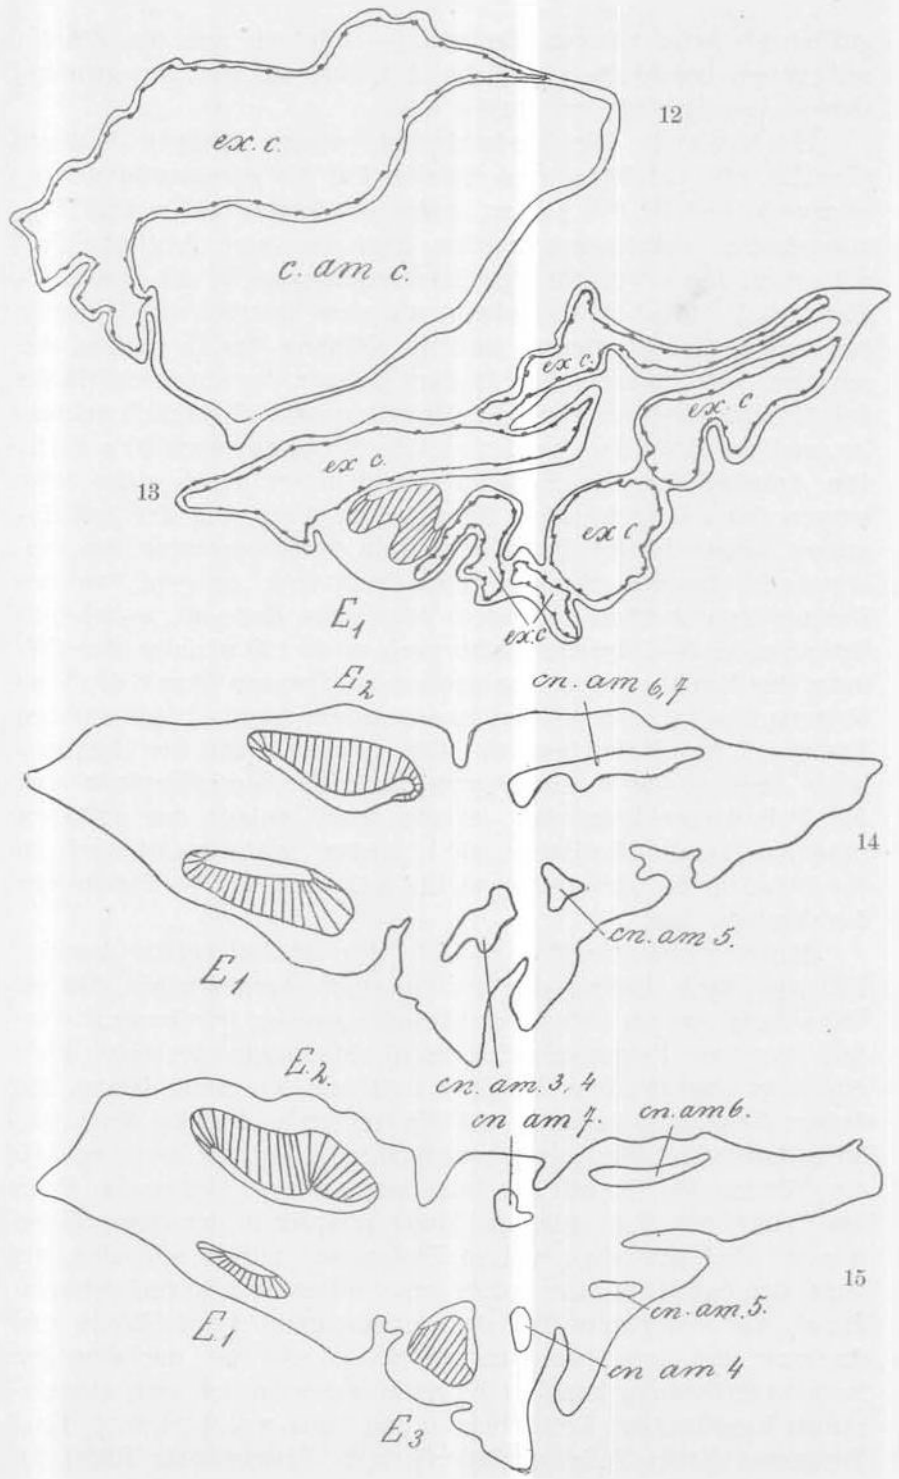 12
ex. c.
c. am c.
ex c.
ex. c
ex c.
13
ex c
E1
ex c
E2
cn. am 6,7
14
cn. am 5.
E1
cn. am. 3,4
E.2.
cn am 7.
cn. am 6.
15
E1
cn. am. 5.
cn am 4
E3